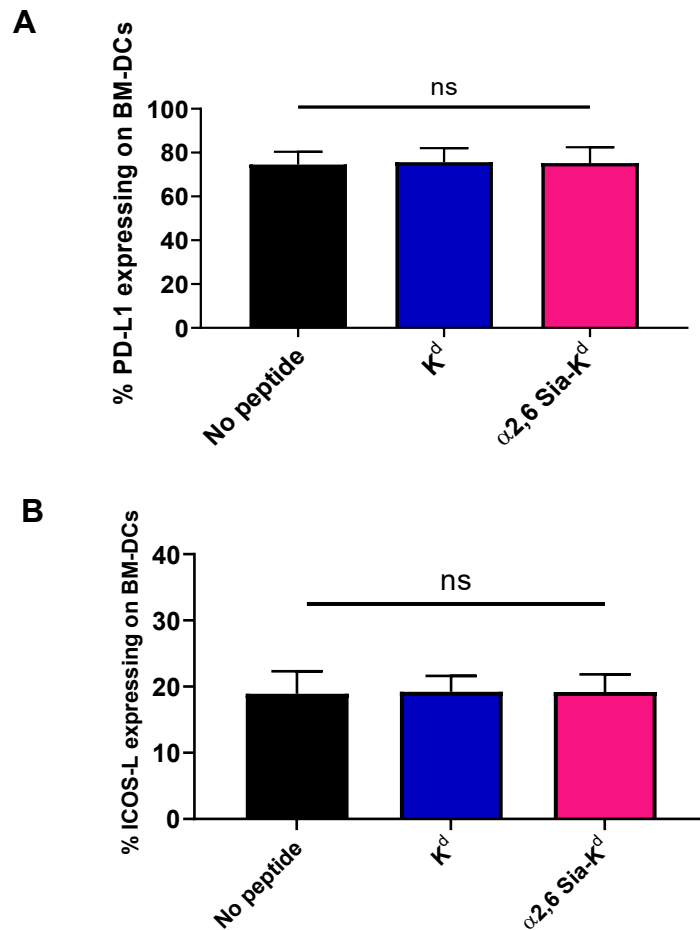 A
% PD-L1 expressing on BM-DCs
ns
100
80
60
40
20
0
No peptide
Kᵈ
α2,6 Sia-Kᵈ
B
% ICOS-L expressing on BM-DCs
ns
40
30
20
10
0
No peptide
Kᵈ
α2,6 Sia-Kᵈ